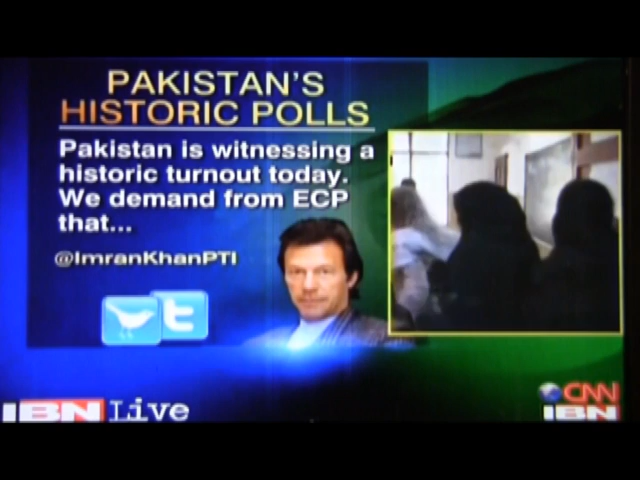 PAKISTAN'S
HISTORIC POLLS
Pakistan is witnessing a
historic turnout today.
We demand from ECP
that...
@ImranKhanPTI
t
IBN Live
CNN
IBN